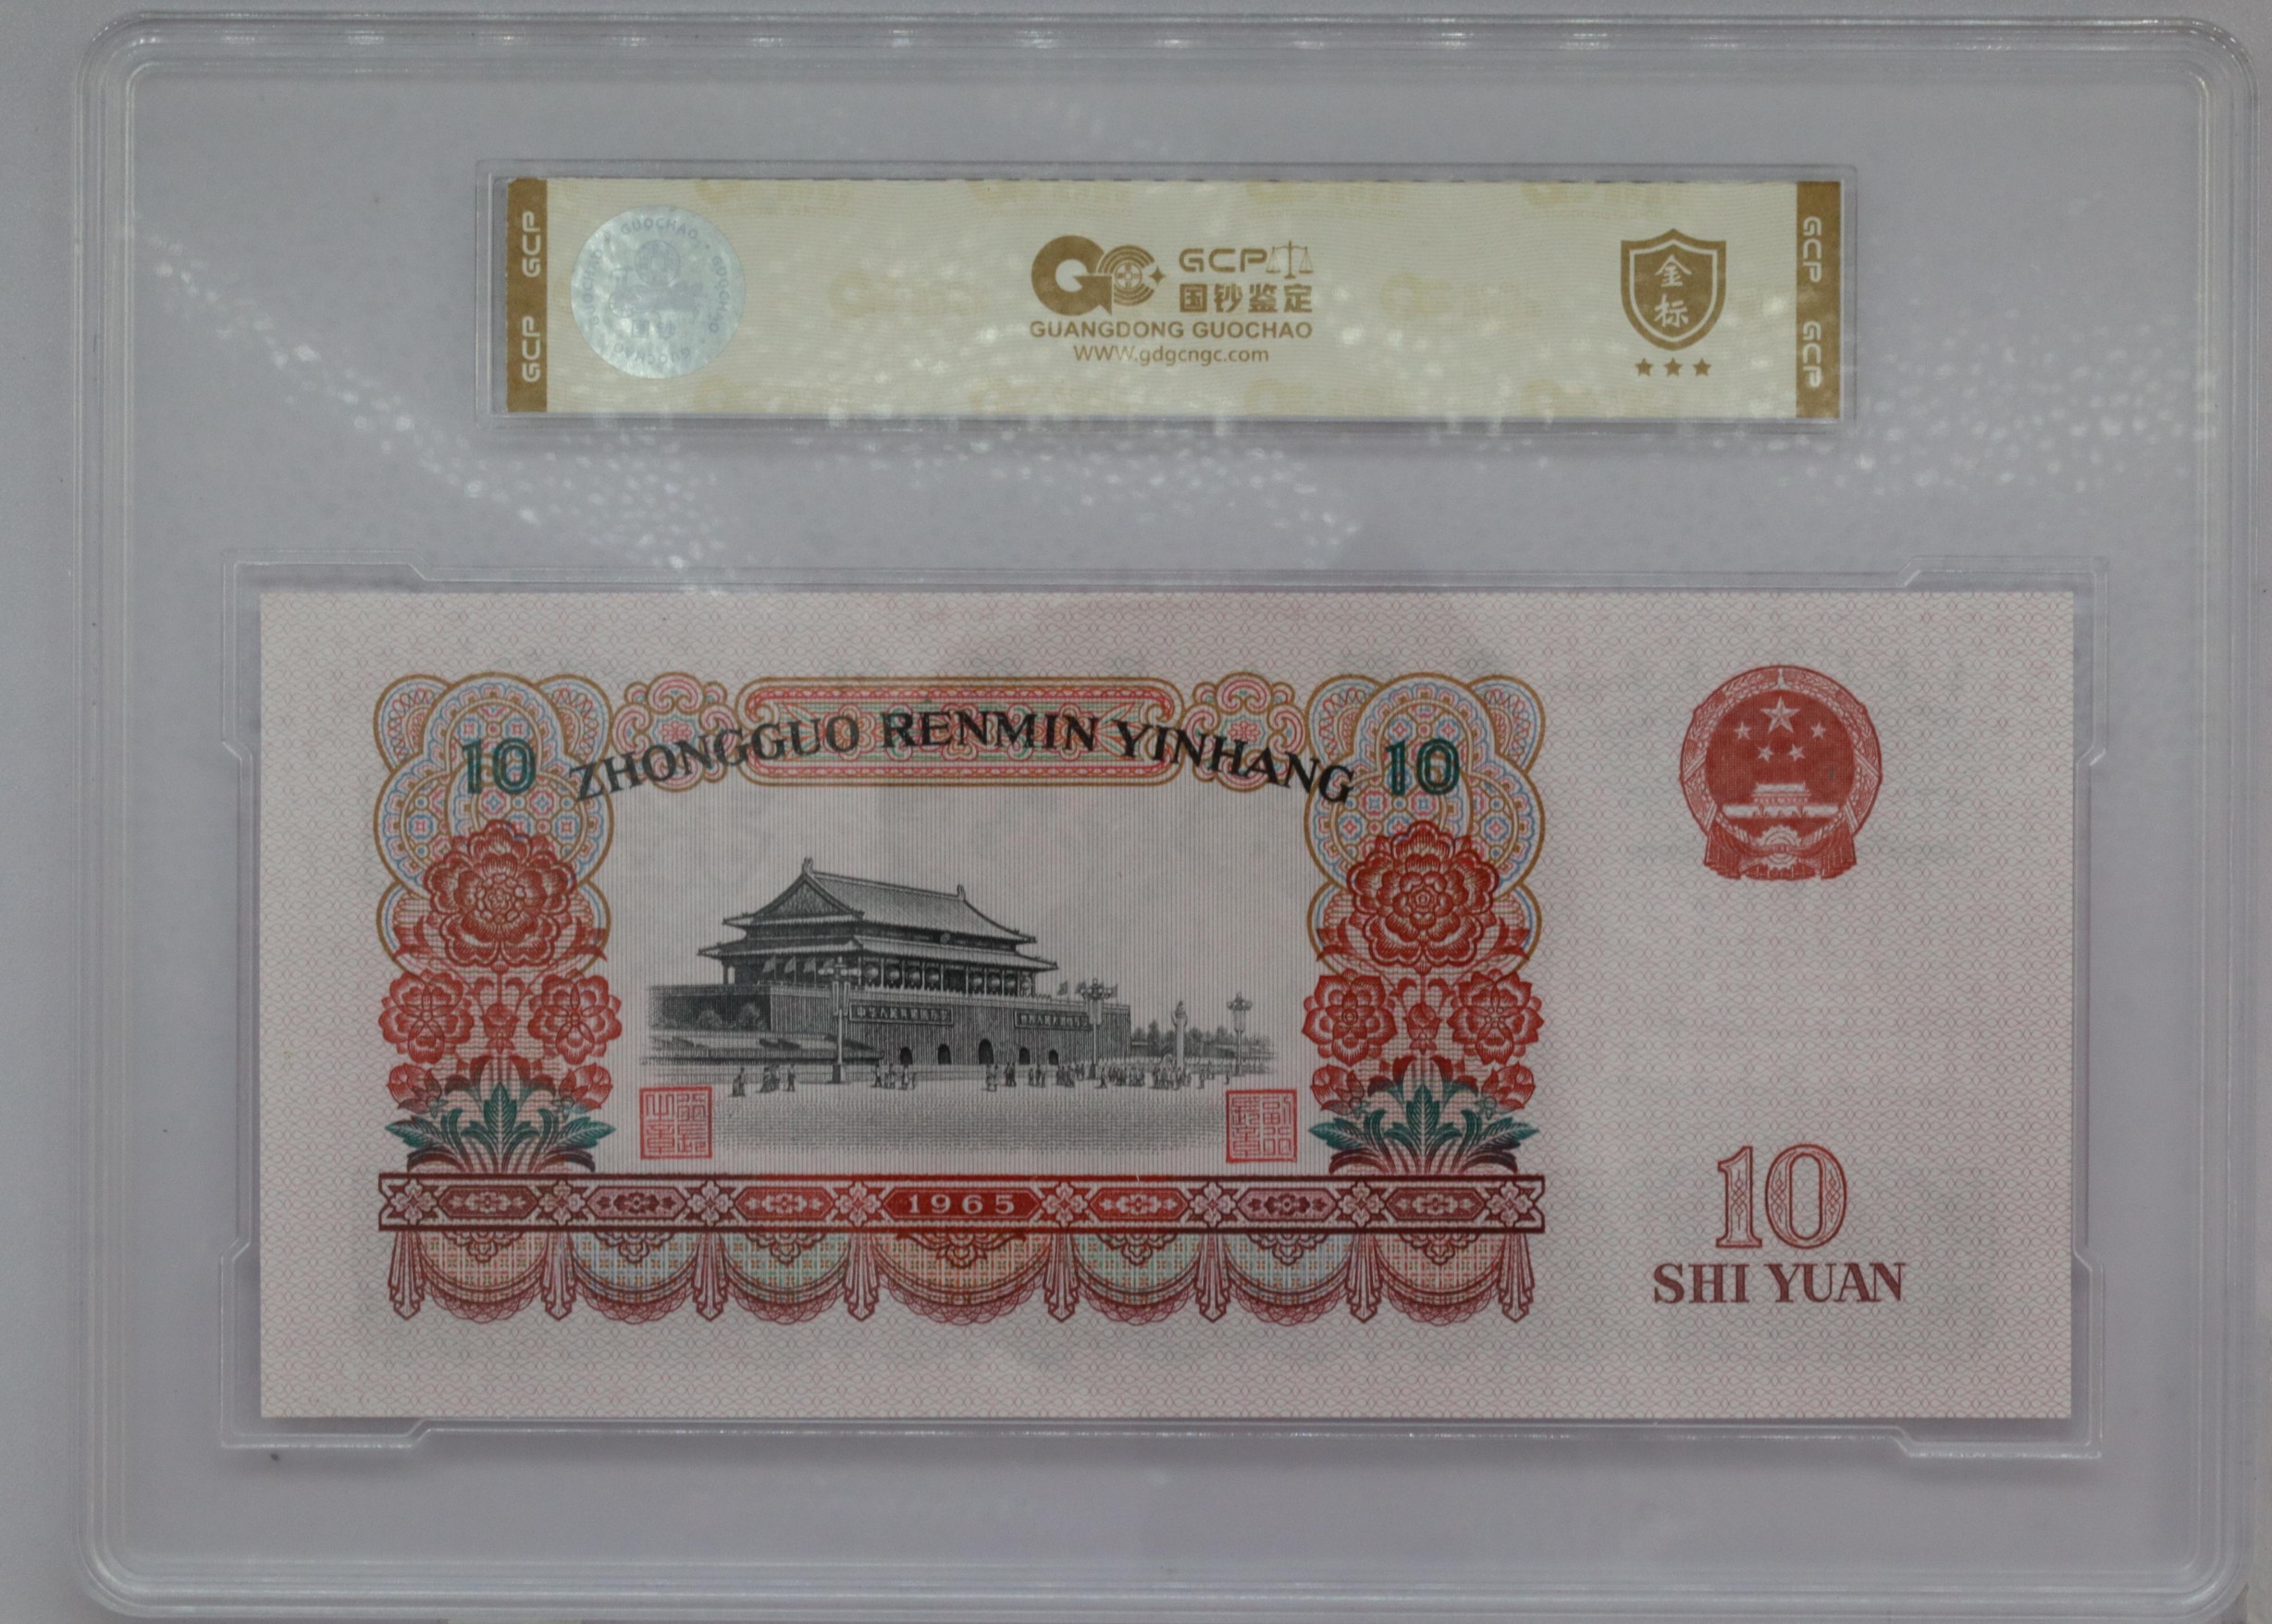 GCP GCP
GUOCHAO
GCP
国钞鉴定
GUANGDONG GUOCHAO
WWW.gdgcngc.com
金标
GCP GCP
ZHONGGUO RENMIN YINHANG
10
10
1965
10
SHI YUAN